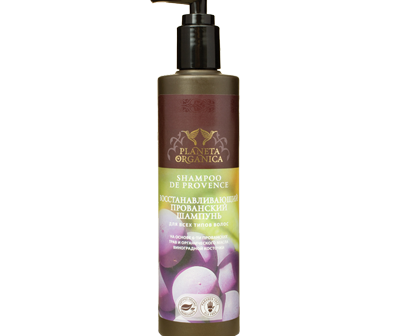 PLANETA
ORGANICA
SHAMPOO
DE PROVENCE
ВОССТАНАВЛИВАЮЩИЙ
ПРОВАНСКИЙ
ШАМПУНЬ
ДЛЯ ВСЕХ ТИПОВ ВОЛОС